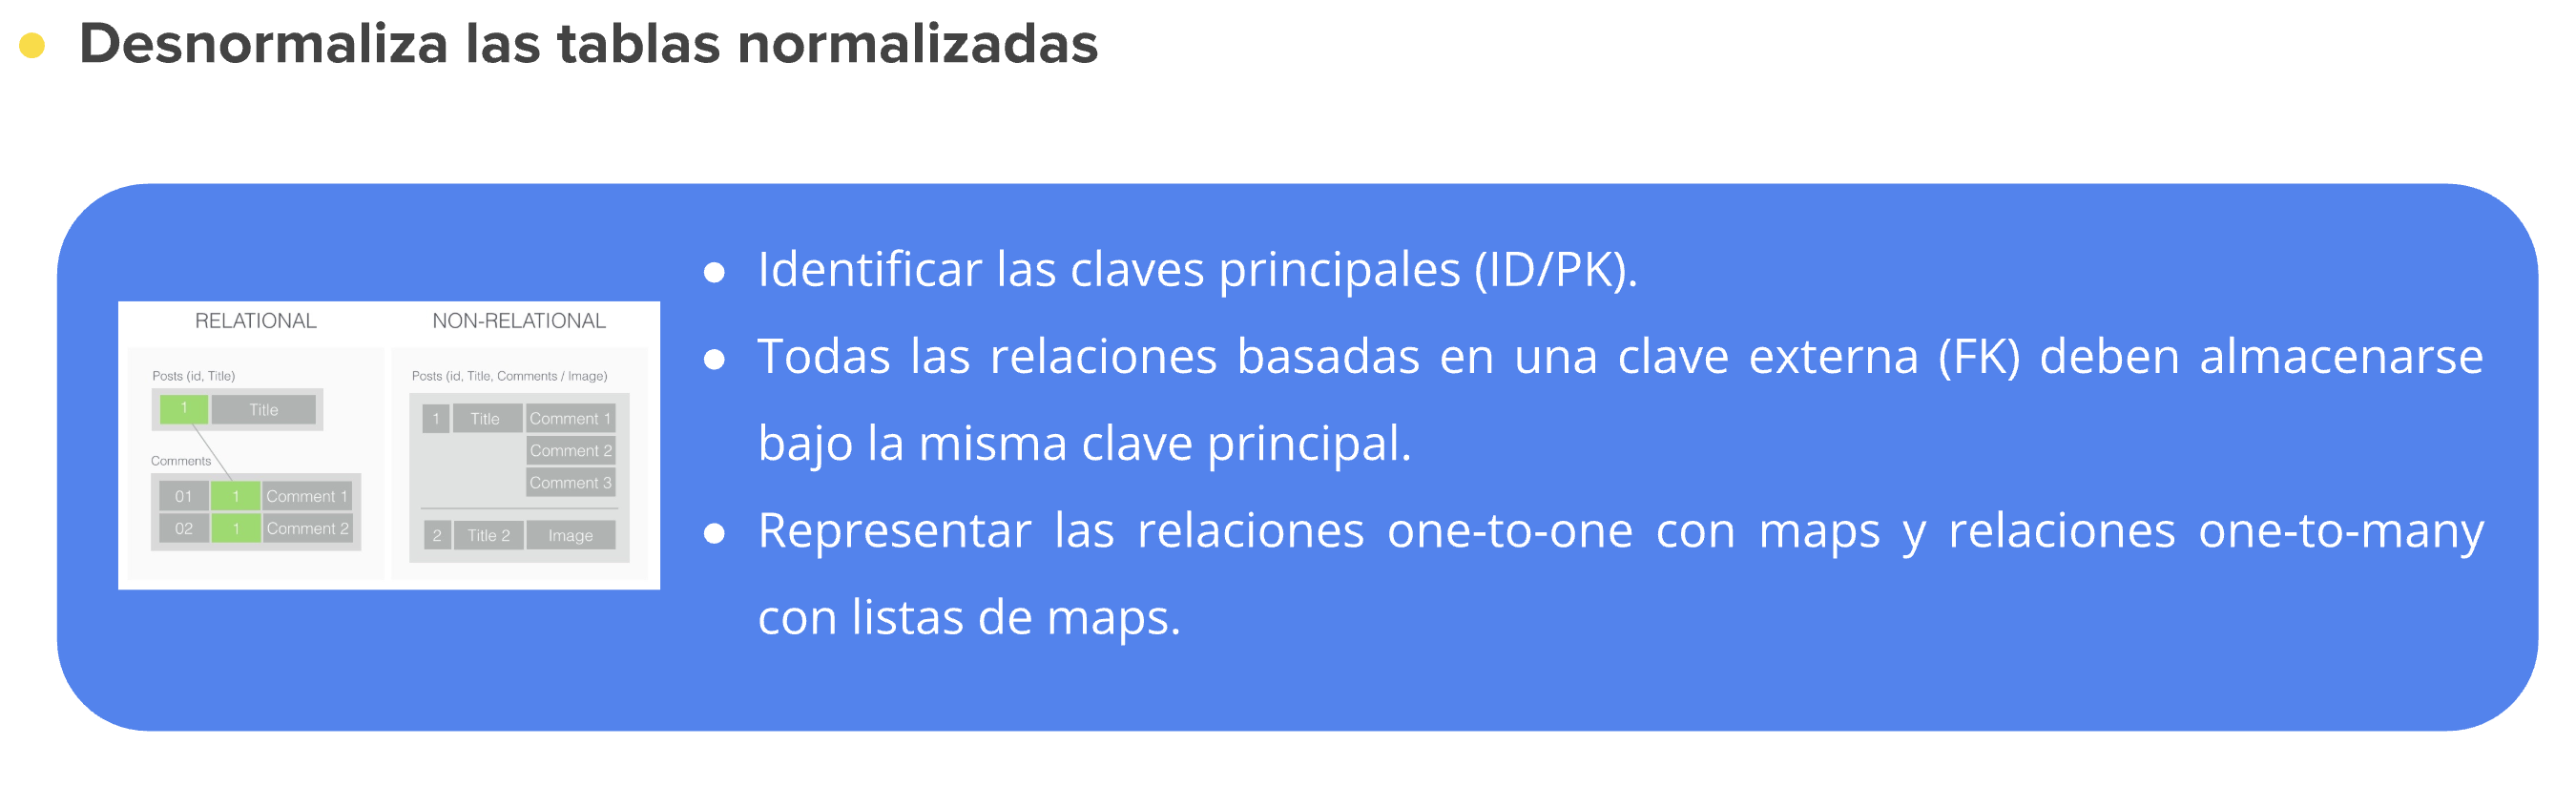 Desnormaliza las tablas normalizadas
RELATIONAL
Posts (id, Title)
1 Title
Comments
01 1 Comment 1
02 1 Comment 2
NON-RELATIONAL
Posts (id, Title, Comments / Image)
1 Title Comment 1
Comment 2
Comment 3
2 Title 2 Image
Identificar las claves principales (ID/PK).
Todas las relaciones basadas en una clave externa (FK) deben almacenarse
bajo la misma clave principal.
Representar las relaciones one-to-one con maps y relaciones one-to-many
con listas de maps.